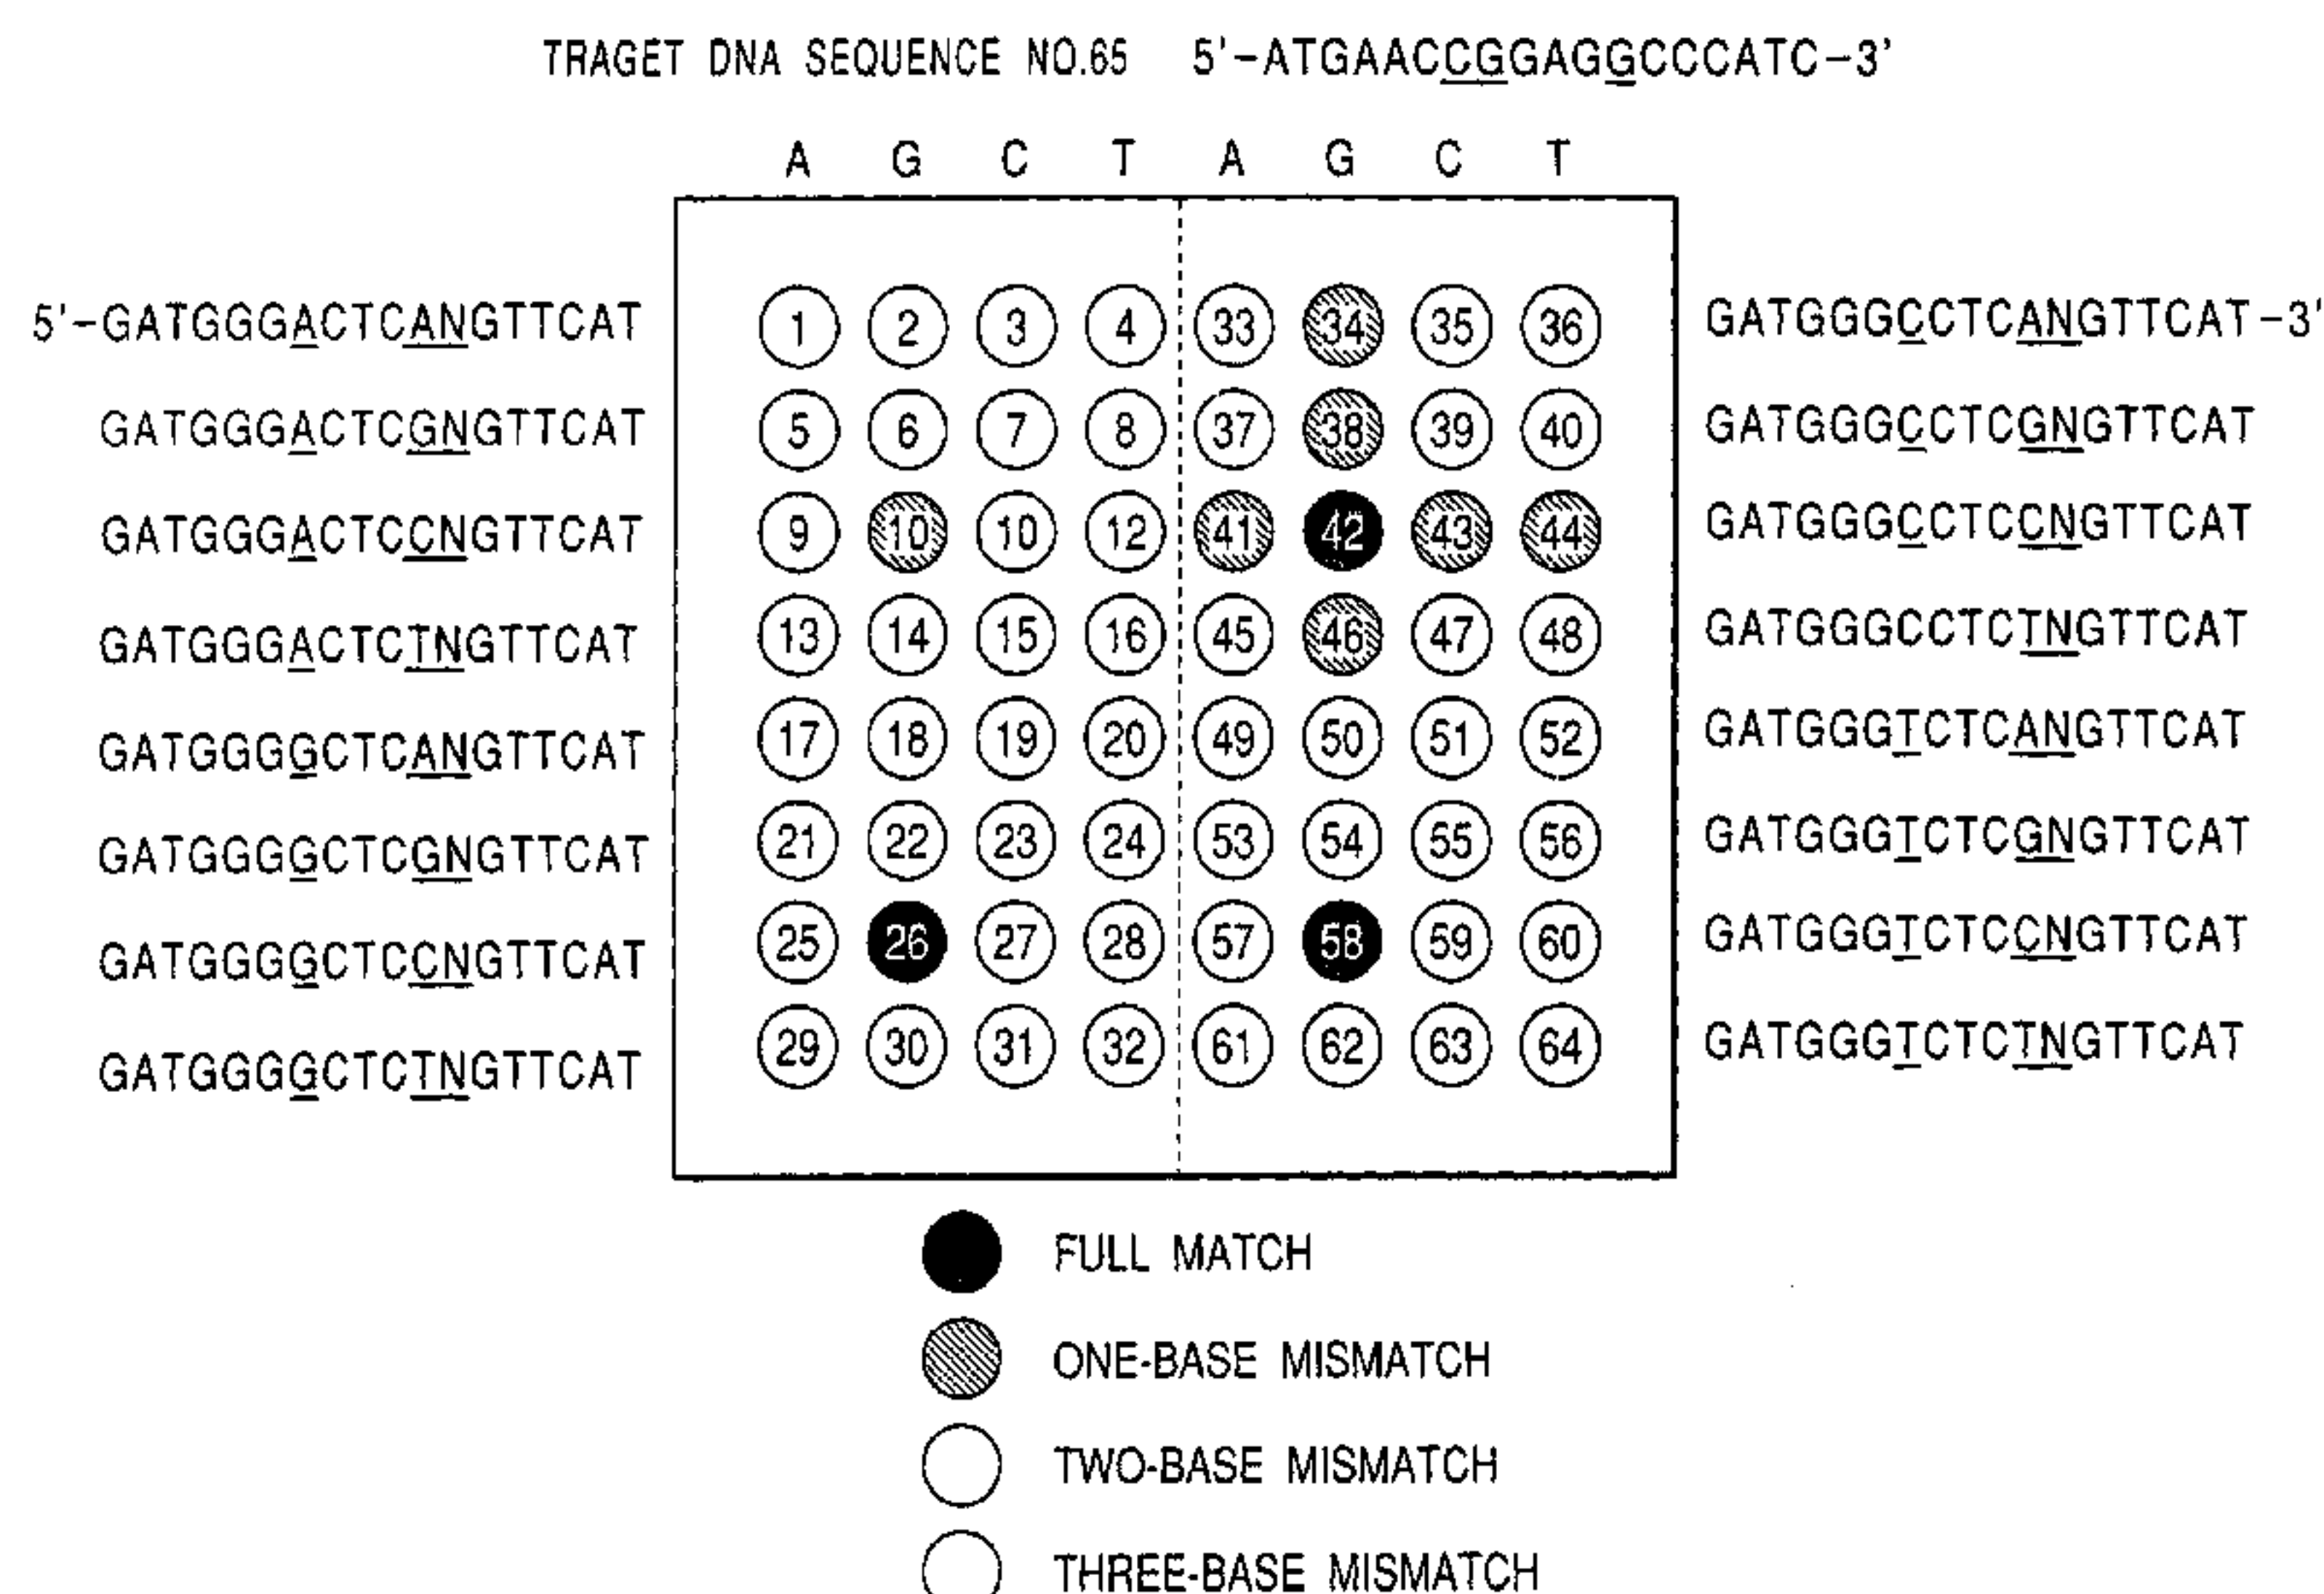 TRAGET DNA SEQUENCE NO.65 5'-ATGAACCGGAGGCCCATC-3'
A G C T A G C T
5'-GATGGGACTCANGTTCAT 1 2 3 4 33 34 35 36 GATGGGCCTCANGTTCAT-3'
GATGGGACTCGNGTTCAT 5 6 7 8 37 38 39 40 GATGGGCCTCGNGTTCAT
GATGGGACTCCNGTTCAT 9 10 10 12 41 42 43 44 GATGGGCCTCCNGTTCAT
GATGGGACTCTNGTTCAT 13 14 15 16 45 46 47 48 GATGGGCCTCTNGTTCAT
GATGGGGCTCANGTTCAT 17 18 19 20 49 50 51 52 GATGGGTCTCANGTTCAT
GATGGGGCTCGNGTTCAT 21 22 23 24 53 54 55 56 GATGGGTCTCGNGTTCAT
GATGGGGCTCCNGTTCAT 25 26 27 28 57 58 59 60 GATGGGTCTCCNGTTCAT
GATGGGGCTCTNGTTCAT 29 30 31 32 61 62 63 64 GATGGGTCTCTNGTTCAT
FULL MATCH
ONE-BASE MISMATCH
TWO-BASE MISMATCH
THREE-BASE MISMATCH